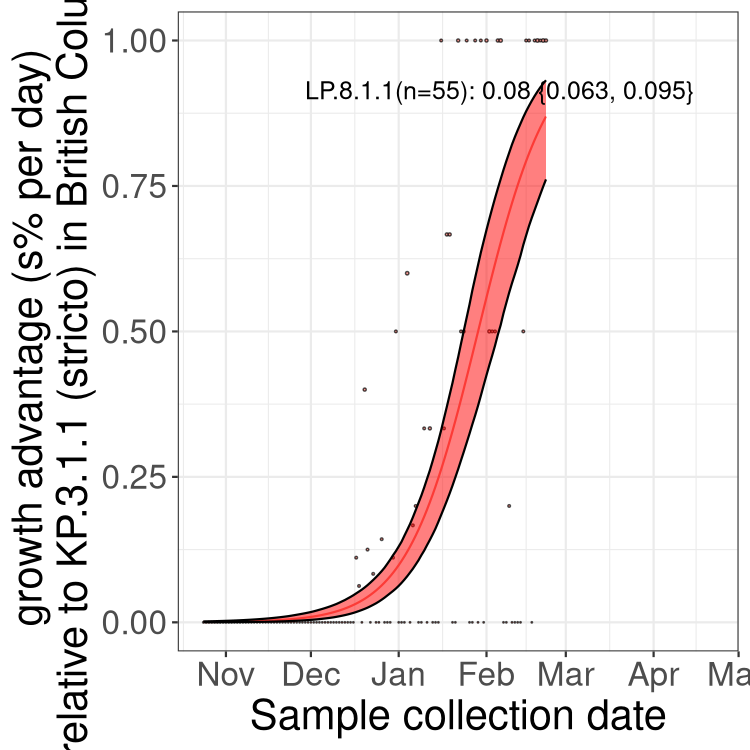 growth advantage (s% per day)
relative to KP.3.1.1 (stricto) in British Colu
1.00
0.75
0.50
0.25
0.00
LP.8.1.1(n=55): 0.08 {0.063, 0.095}
Nov Dec Jan Feb Mar Apr Ma
Sample collection date